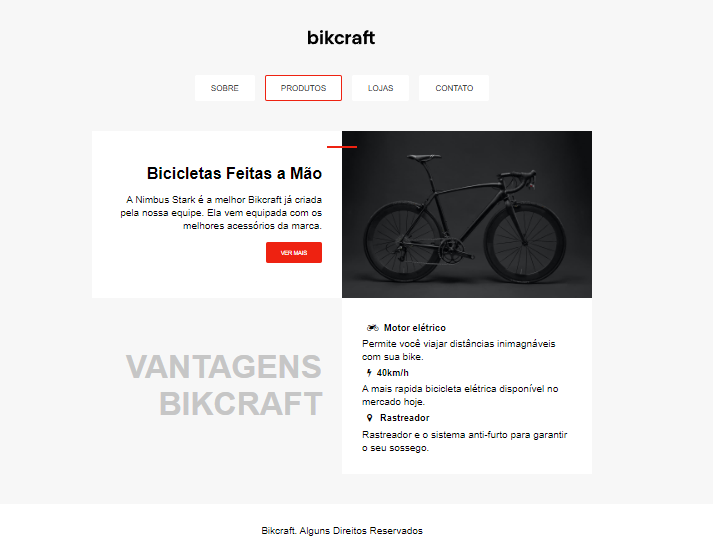 bikcraft
SOBRE
PRODUTOS
LOJAS
CONTATO
Bicicletas Feitas a Mão
A Nimbus Stark é a melhor Bikcraft já criada
pela nossa equipe. Ela vem equipada com os
melhores acessórios da marca.
VER MAIS
VANTAGENS
BIKCRAFT
Motor elétrico
Permite você viajar distâncias inimagnáveis
com sua bike.
40km/h
A mais rapida bicicleta elétrica disponível no
mercado hoje.
Rastreador
Rastreador e o sistema anti-furto para garantir
o seu sossego.
Bikcraft. Alguns Direitos Reservados